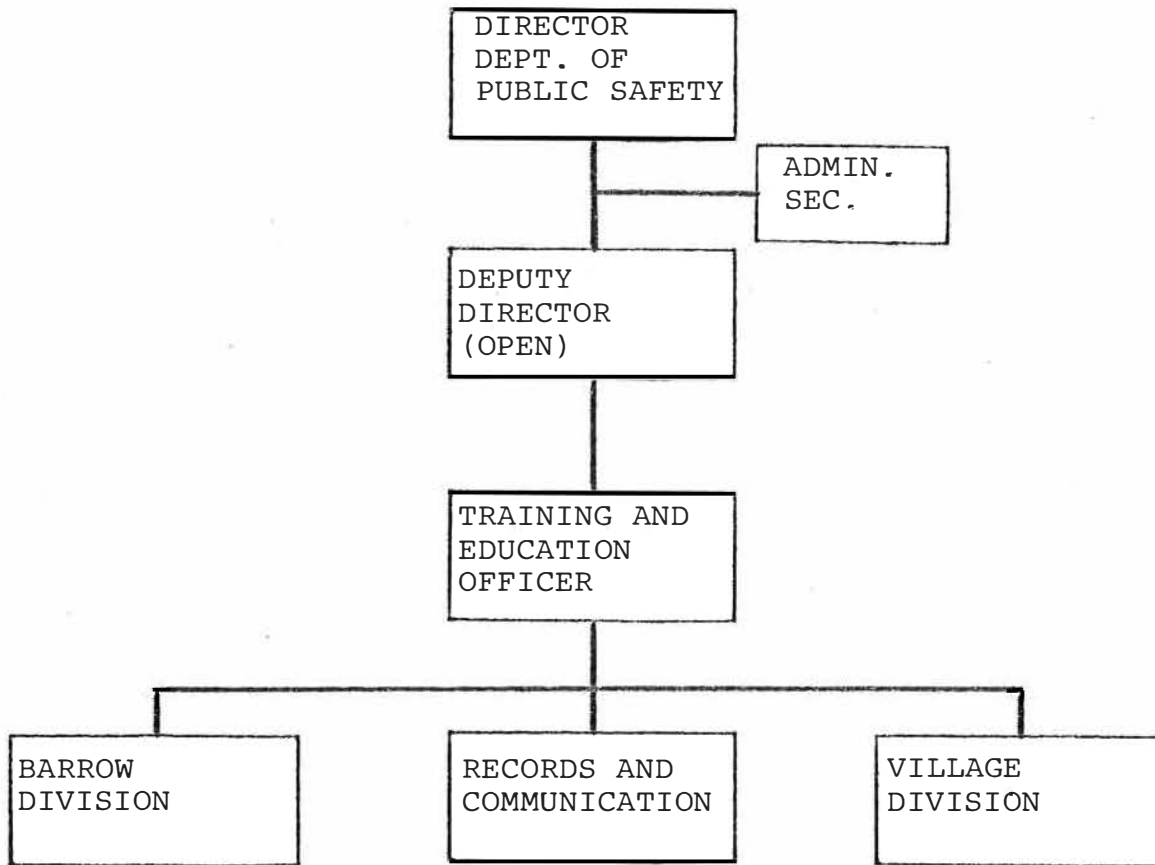 DIRECTOR
DEPT. OF
PUBLIC SAFETY
ADMIN.
SEC.
DEPUTY
DIRECTOR
(OPEN)
TRAINING AND
EDUCATION
OFFICER
BARROW
DIVISION
RECORDS AND
COMMUNICATION
VILLAGE
DIVISION